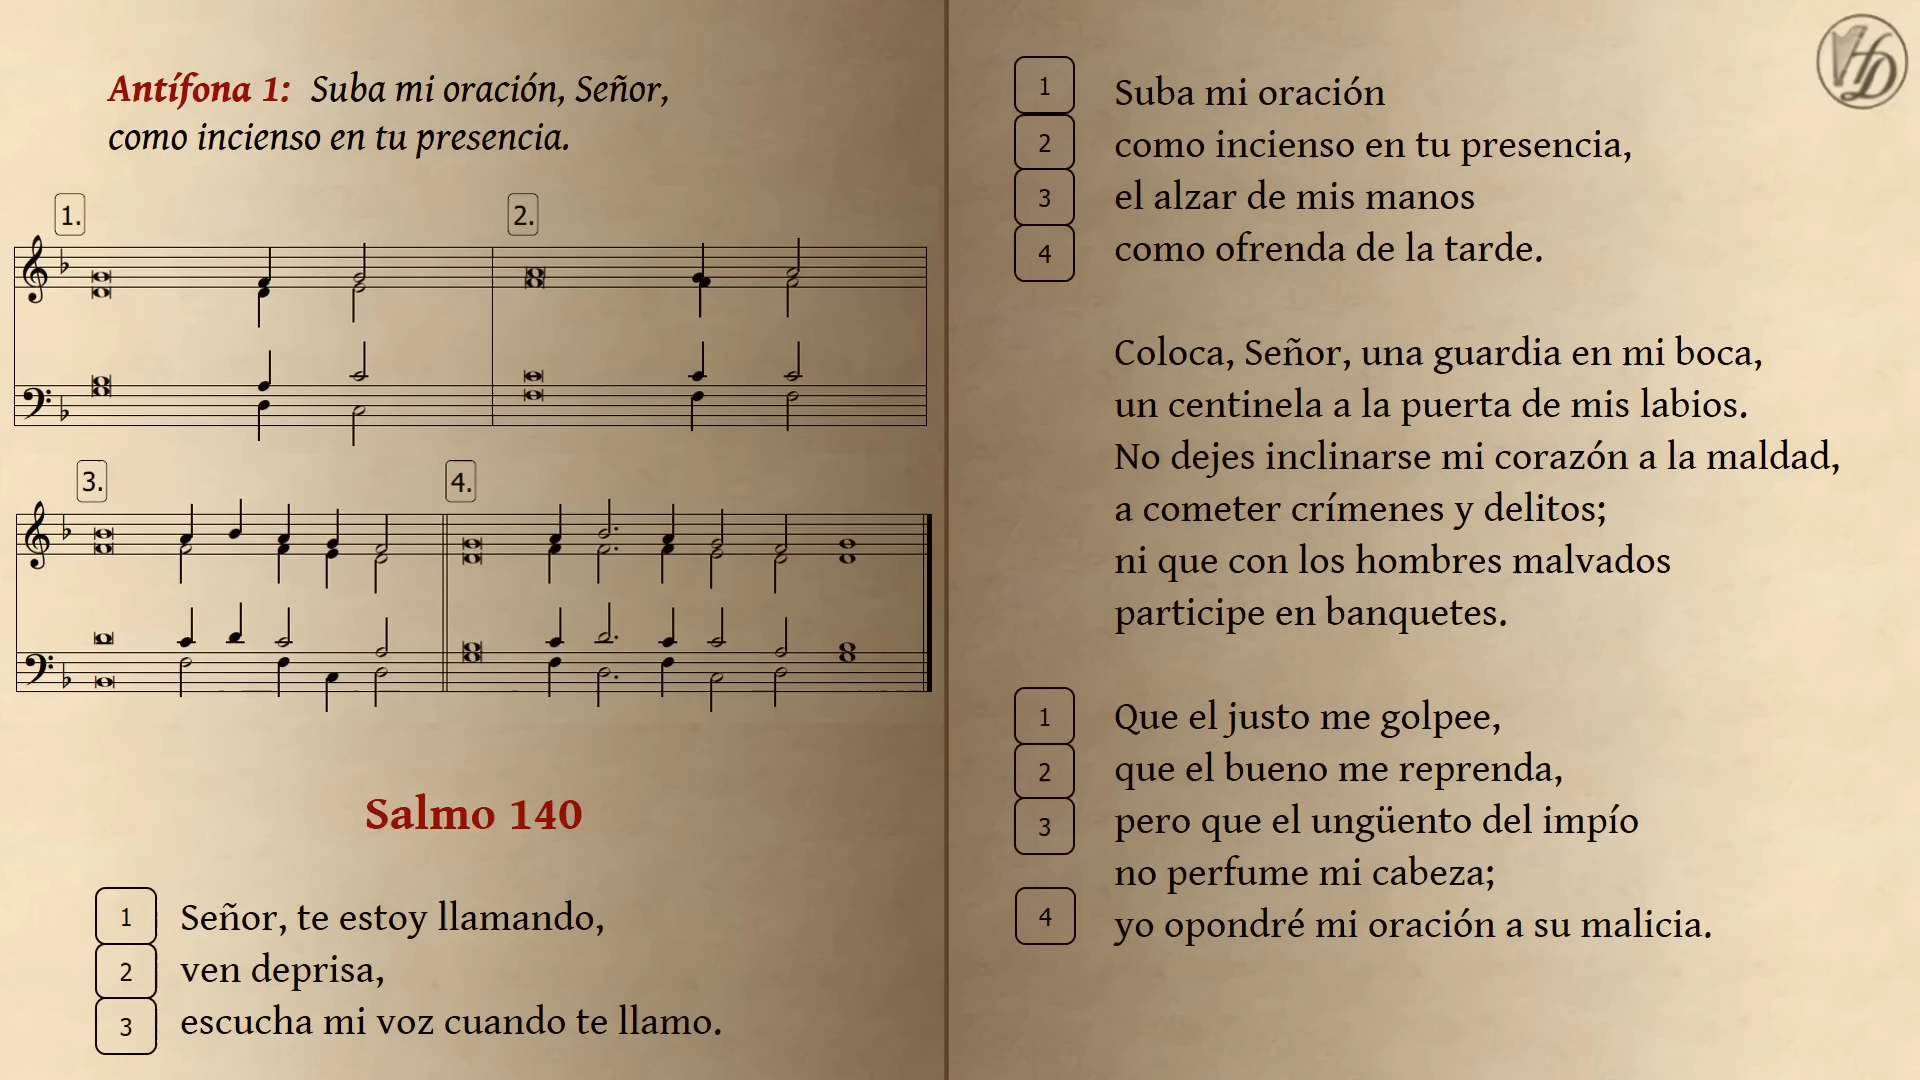 Antífona 1: Suba mi oración, Señor,
como incienso en tu presencia.
1.
2.
3.
4.
Salmo 140
1 Señor, te estoy llamando,
2 ven deprisa,
3 escucha mi voz cuando te llamo.
HD
1 Suba mi oración
2 como incienso en tu presencia,
3 el alzar de mis manos
4 como ofrenda de la tarde.
Coloca, Señor, una guardia en mi boca,
un centinela a la puerta de mis labios.
No dejes inclinarse mi corazón a la maldad,
a cometer crímenes y delitos;
ni que con los hombres malvados
participe en banquetes.
1 Que el justo me golpee,
2 que el bueno me reprenda,
3 pero que el ungüento del impío
no perfume mi cabeza;
4 yo opondré mi oración a su malicia.